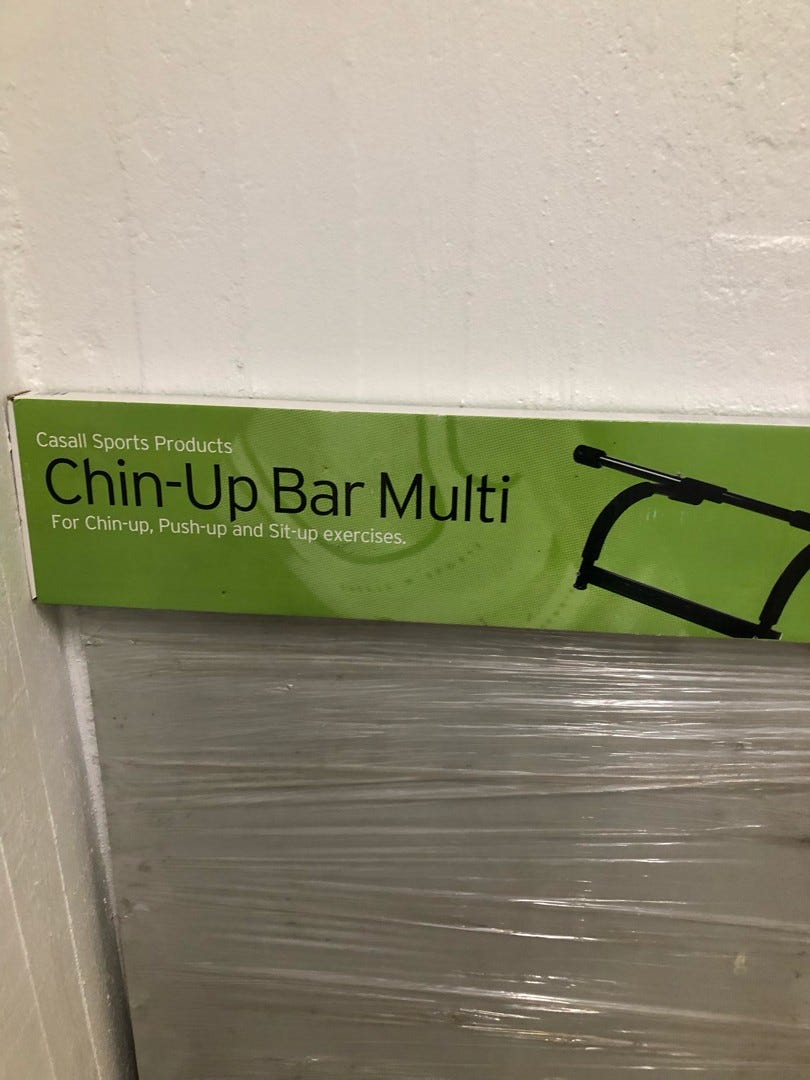 Casall Sports Products
Chin-Up Bar Multi
For Chin-up, Push-up and Sit-up exercises.